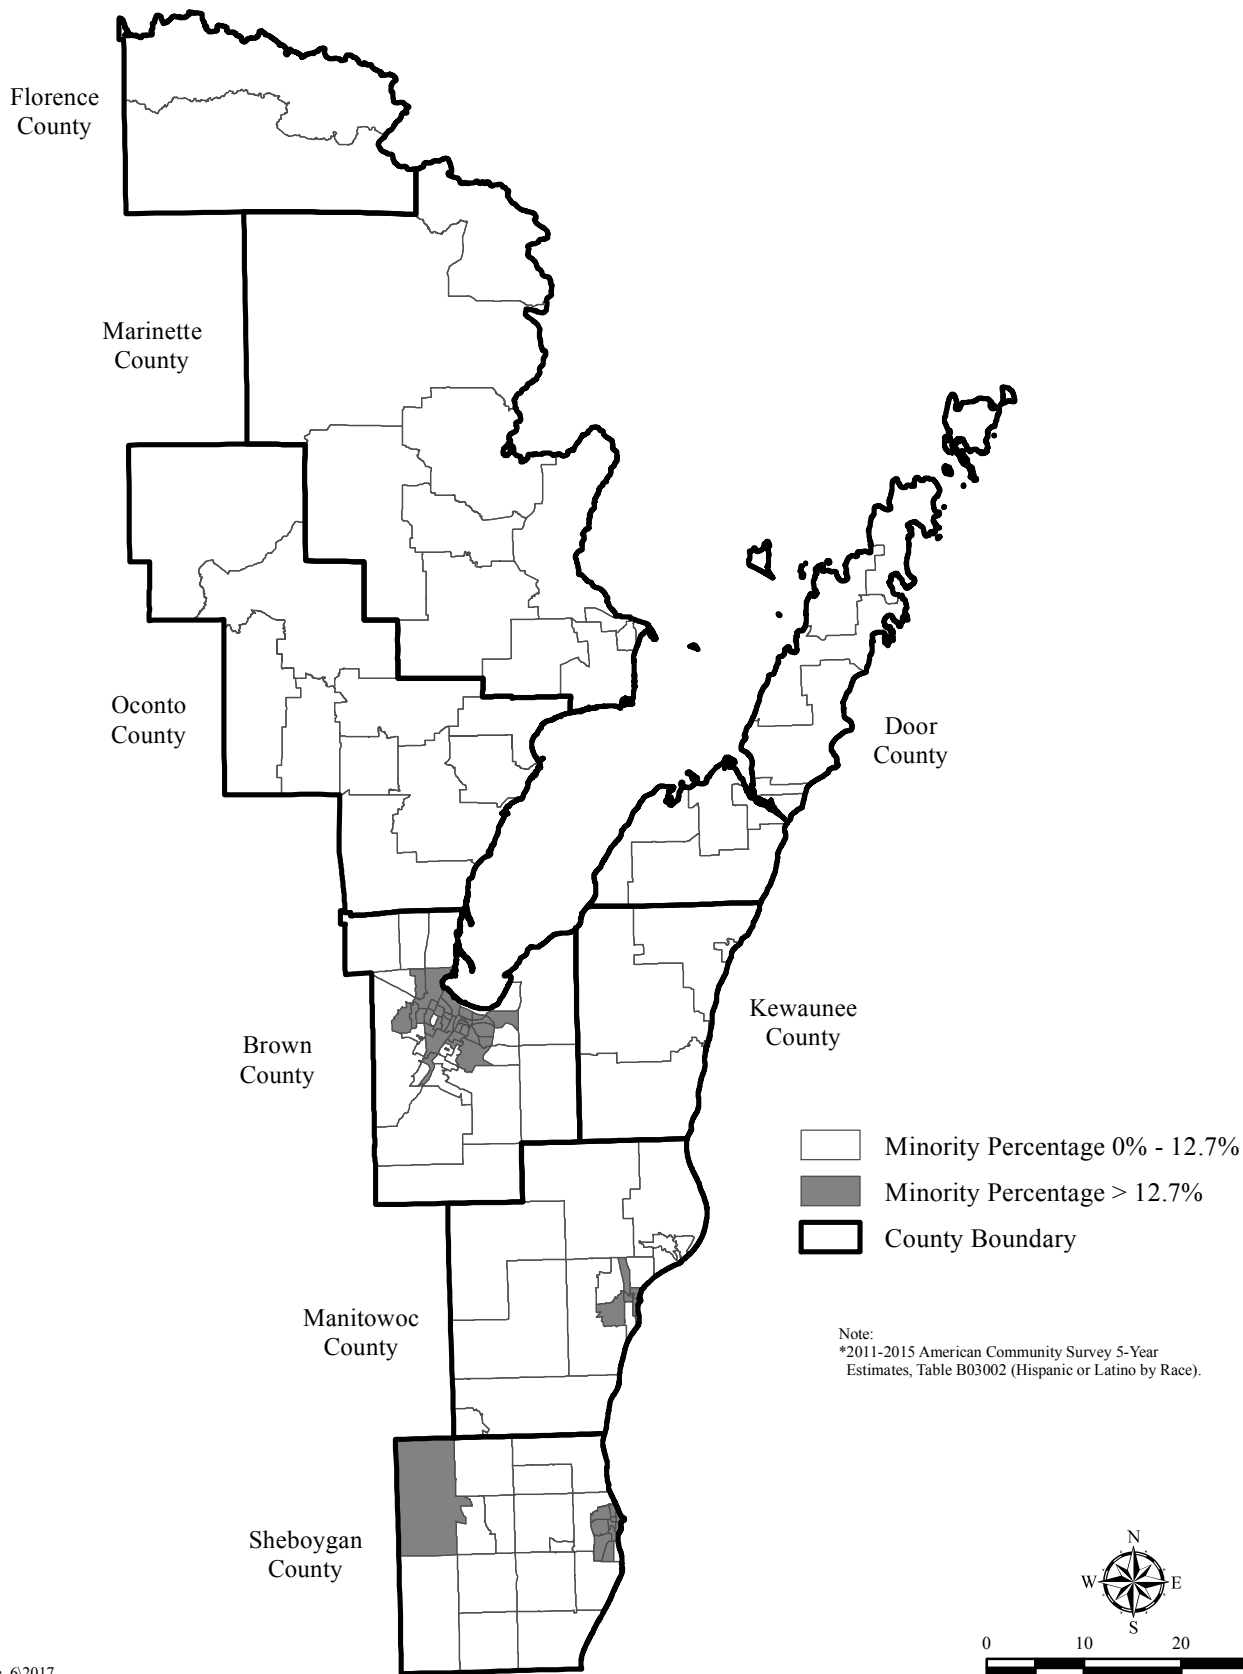 Florence
County
Marinette
County
Oconto
County
Door
County
Kewaunee
County
Brown
County
Minority Percentage 0% - 12.7%
Minority Percentage > 12.7%
County Boundary
Manitowoc
County
Note:
*2011-2015 American Community Survey 5-Year
Estimates, Table B03002 (Hispanic or Latino by Race).
Sheboygan
County
N
W
E
S
0 10 20
6\2017